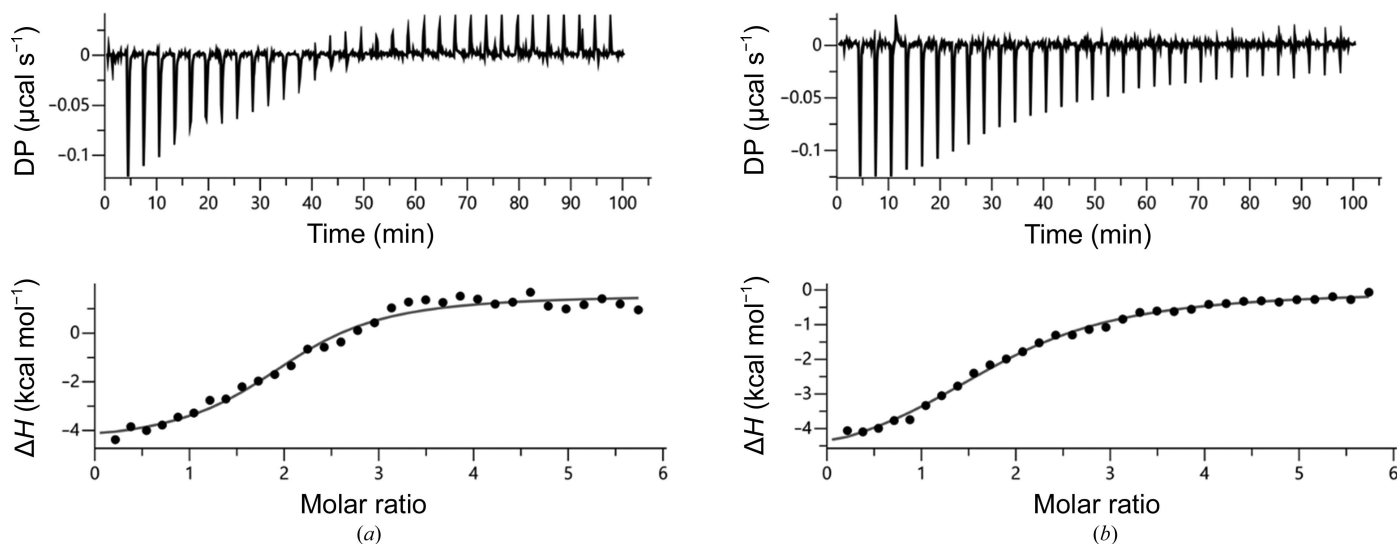 0
−0.05
−0.1
DP (µcal s−1)
0 10 20 30 40 50 60 70 80 90 100
Time (min)
0
−2
−4
ΔH (kcal mol−1)
0 1 2 3 4 5 6
Molar ratio
(a)
0
−0.05
−0.1
DP (µcal s−1)
0 10 20 30 40 50 60 70 80 90 100
Time (min)
0
−1
−2
−3
−4
ΔH (kcal mol−1)
0 1 2 3 4 5 6
Molar ratio
(b)